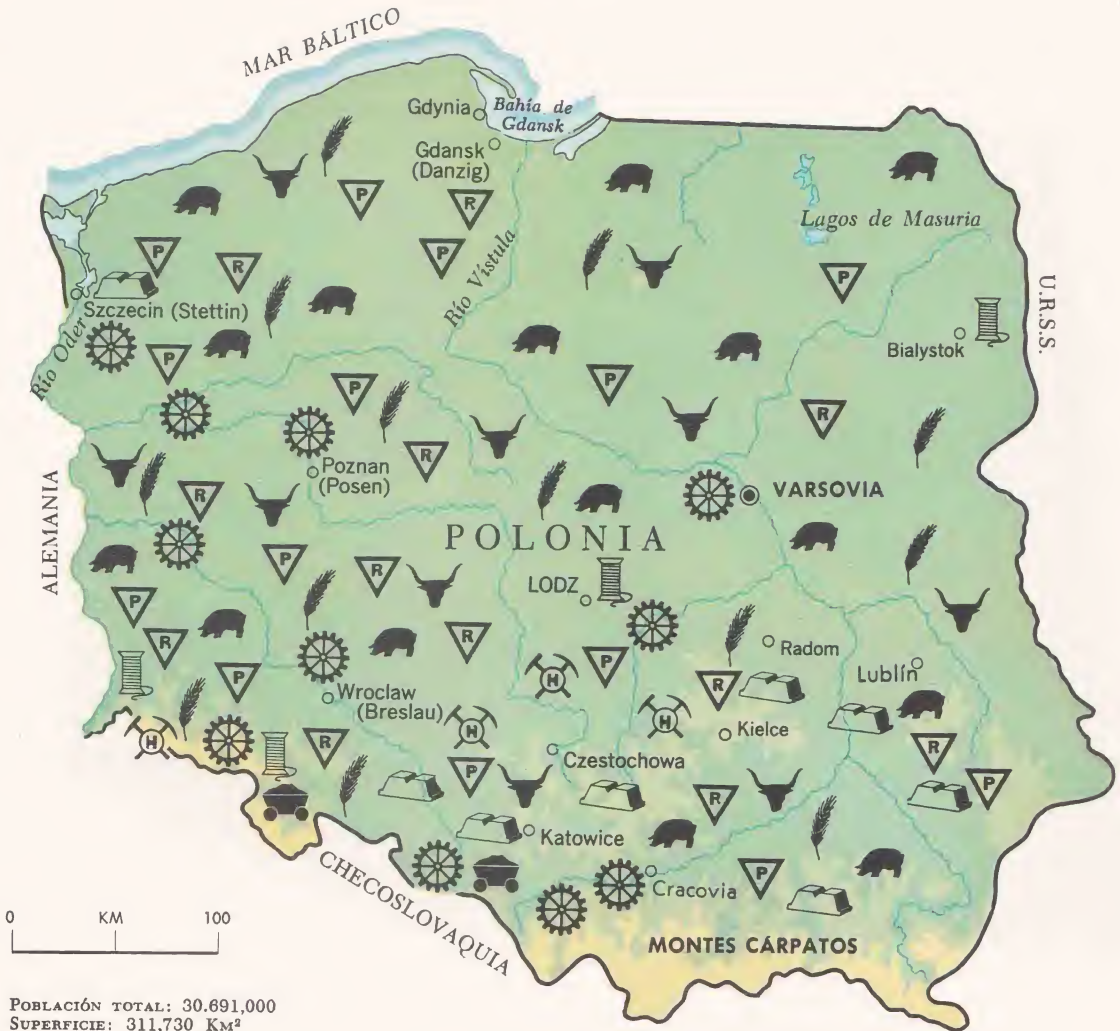 MAR BÁLTICO
Gdynia
Bahía de
Gdansk
Gdansk
(Danzig)
Lagos de Masuria
Río Vístula
U.R.S.S.
P
R
P
P
R
P
Szczecin (Stettin)
Río Oder
Bialystok
P
P
P
R
R
Poznan
(Posen)
R
VARSOVIA
ALEMANIA
POLONIA
P
R
LODZ
P
R
R
Radom
P
P
R
Lublín
H
Wroclaw
(Breslau)
H
H
H
Kielce
R
R
Czestochowa
P
P
R
Katowice
Cracovia
P
CHECOSLOVAQUIA
MONTES CÁRPATOS
0 KM 100
POBLACIÓN TOTAL: 30.691,000
SUPERFICIE: 311,730 KM²